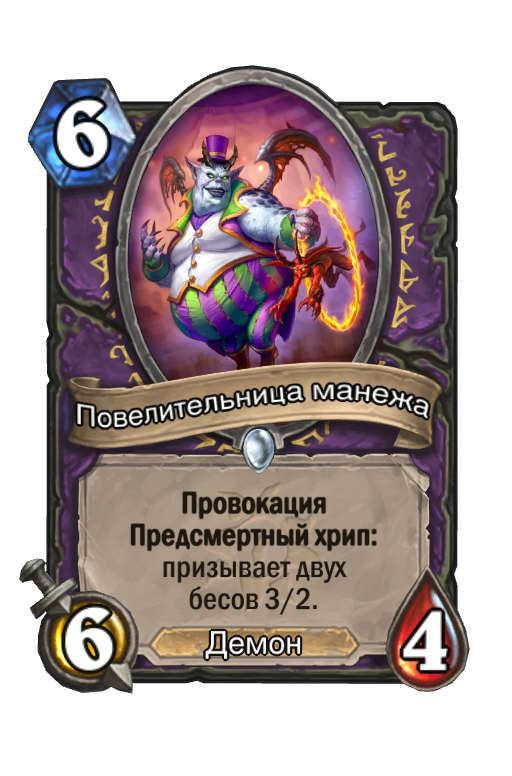 6
Повелительница манежа
Провокация
Предсмертный хрип:
призывает двух
бесов 3/2.
6
Демон
4